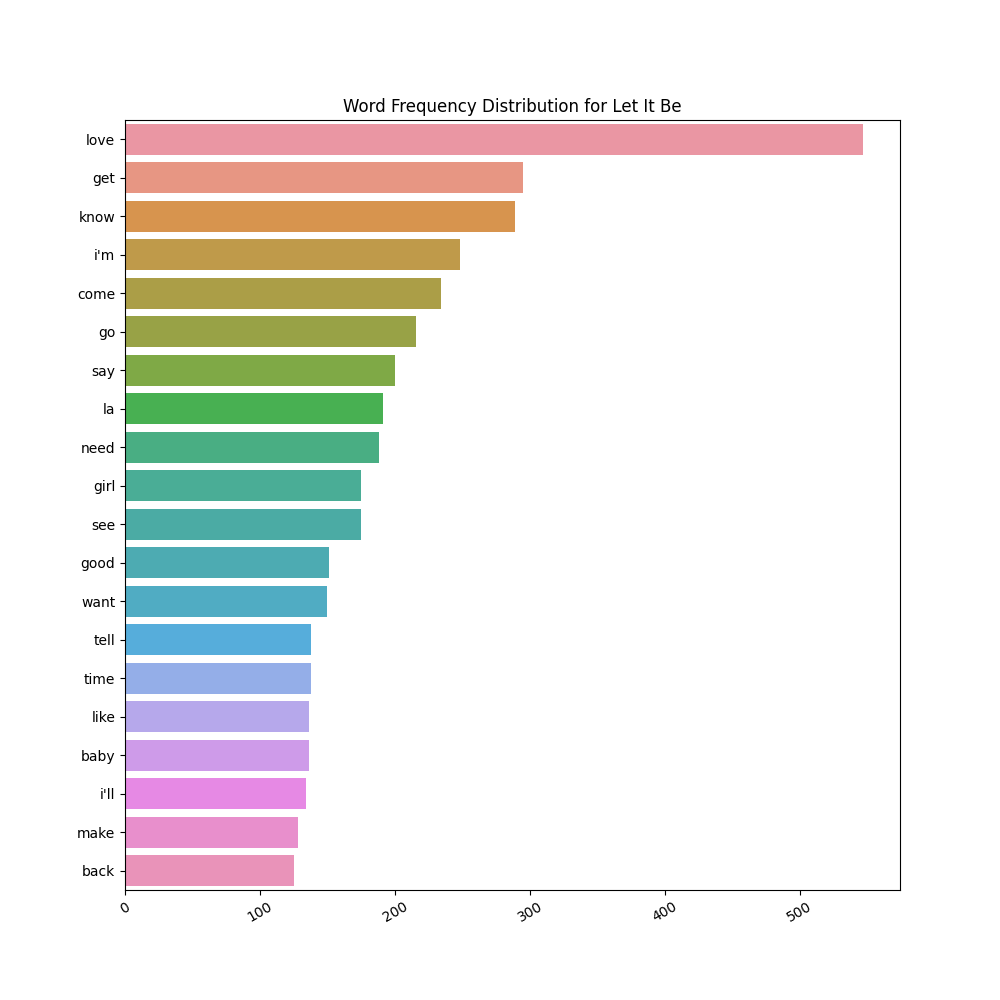 Word Frequency Distribution for Let It Be
love
get
know
i'm
come
go
say
la
need
girl
see
good
want
tell
time
like
baby
i'll
make
back
0 100 200 300 400 500